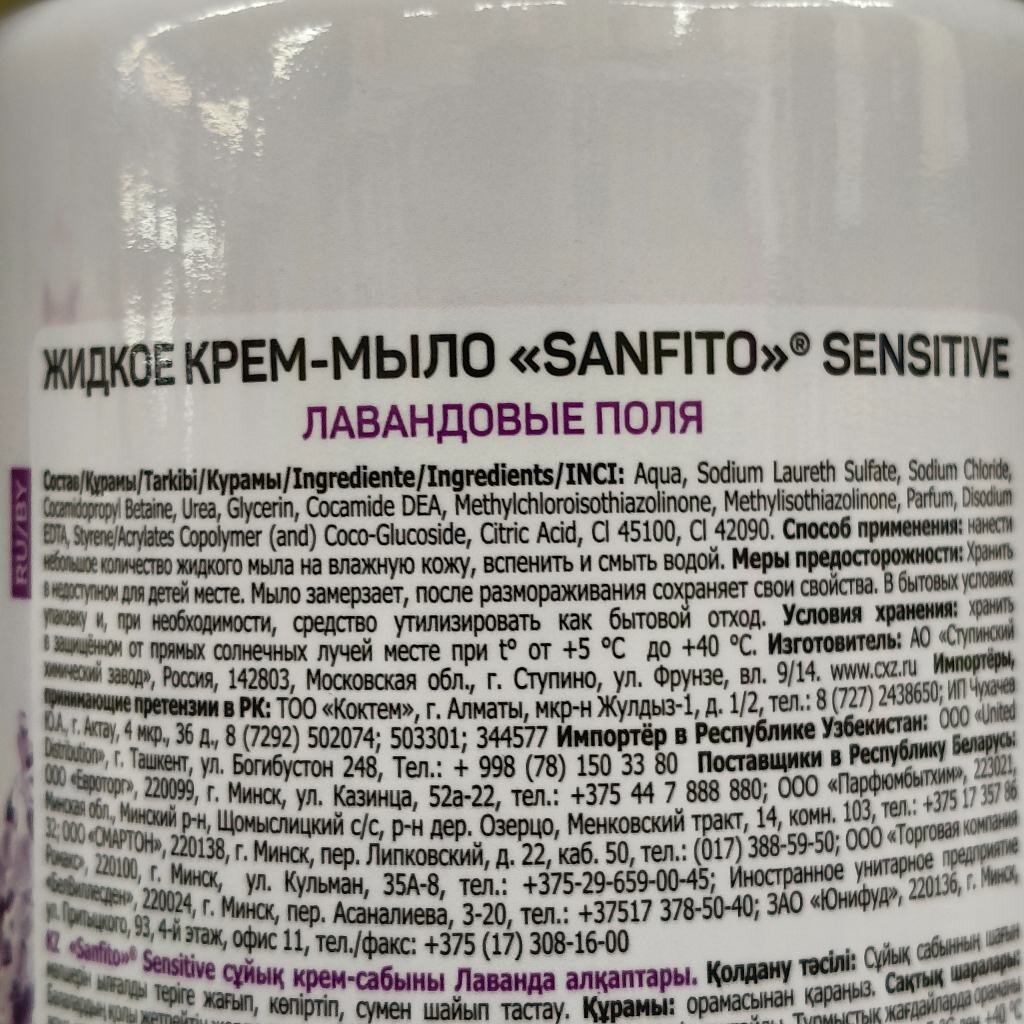 ЖИДКОЕ КРЕМ-МЫЛО «SANFITO»® SENSITIVE
ЛАВАНДОВЫЕ ПОЛЯ
RU/BY
Состав/Құрамы/Tarkibi/Курамы/Ingrediente/Ingredients/INCI: Aqua, Sodium Laureth Sulfate, Sodium Chloride,
Cocamidopropyl Betaine, Urea, Glycerin, Cocamide DEA, Methylchloroisothiazolinone, Methylisothiazolinone, Parfum, Disodium
EDTA, Styrene/Acrylates Copolymer (and) Coco-Glucoside, Citric Acid, Cl 45100, Cl 42090. Способ применения: нанести
небольшое количество жидкого мыла на влажную кожу, вспенить и смыть водой. Меры предосторожности: Хранить
в недоступном для детей месте. Мыло замерзает, после размораживания сохраняет свои свойства. В бытовых условиях
упаковку и, при необходимости, средство утилизировать как бытовой отход. Условия хранения: хранить
в защищённом от прямых солнечных лучей месте при t° от +5 °C до +40 °C. Изготовитель: АО «Ступинский
химический завод», Россия, 142803, Московская обл., г. Ступино, ул. Фрунзе, вл. 9/14. www.cxz.ru Импортёры,
принимающие претензии в РК: ТОО «Коктем», г. Алматы, мкр-н Жулдыз-1, д. 1/2, тел.: 8 (727) 2438650; ИП Чухачев
Ю.А., г. Актау, 4 мкр., 36 д., 8 (7292) 502074; 503301; 344577 Импортёр в Республике Узбекистан: ООО «United
Distribution», г. Ташкент, ул. Богибустон 248, Тел.: + 998 (78) 150 33 80 Поставщики в Республику Беларусь:
ООО «Евроторг», 220099, г. Минск, ул. Казинца, 52а-22, тел.: +375 44 7 888 880; ООО «Парфюмбытхим», 223021,
Минская обл., Минский р-н, Щомыслицкий с/с, р-н дер. Озерцо, Менковский тракт, 14, комн. 103, тел.: +375 17 357 86
32; ООО «СМАРТОН», 220138, г. Минск, пер. Липковский, д. 22, каб. 50, тел.: (017) 388-59-50; ООО «Торговая компания
Ромакс», 220100, г. Минск, ул. Кульман, 35А-8, тел.: +375-29-659-00-45; Иностранное унитарное предприятие
«БелВиллесден», 220024, г. Минск, пер. Асаналиева, 3-20, тел.: +37517 378-50-40; ЗАО «Юнифуд», 220136, г. Минск,
ул. Притыцкого, 93, 4-й этаж, офис 11, тел./факс: +375 (17) 308-16-00
KZ «Sanfito»® Sensitive сұйық крем-сабыны Лаванда алқаптары. Қолдану тәсілі: Сұйық сабынның шағын
мөлшерін ылғалды теріге жағып, көпіртіп, сумен шайып тастау. Құрамы: орамасынан қараңыз. Сақтық шаралары:
Балалардың қолы жетпейтін Тұрмыстық жағдайларда ораманы